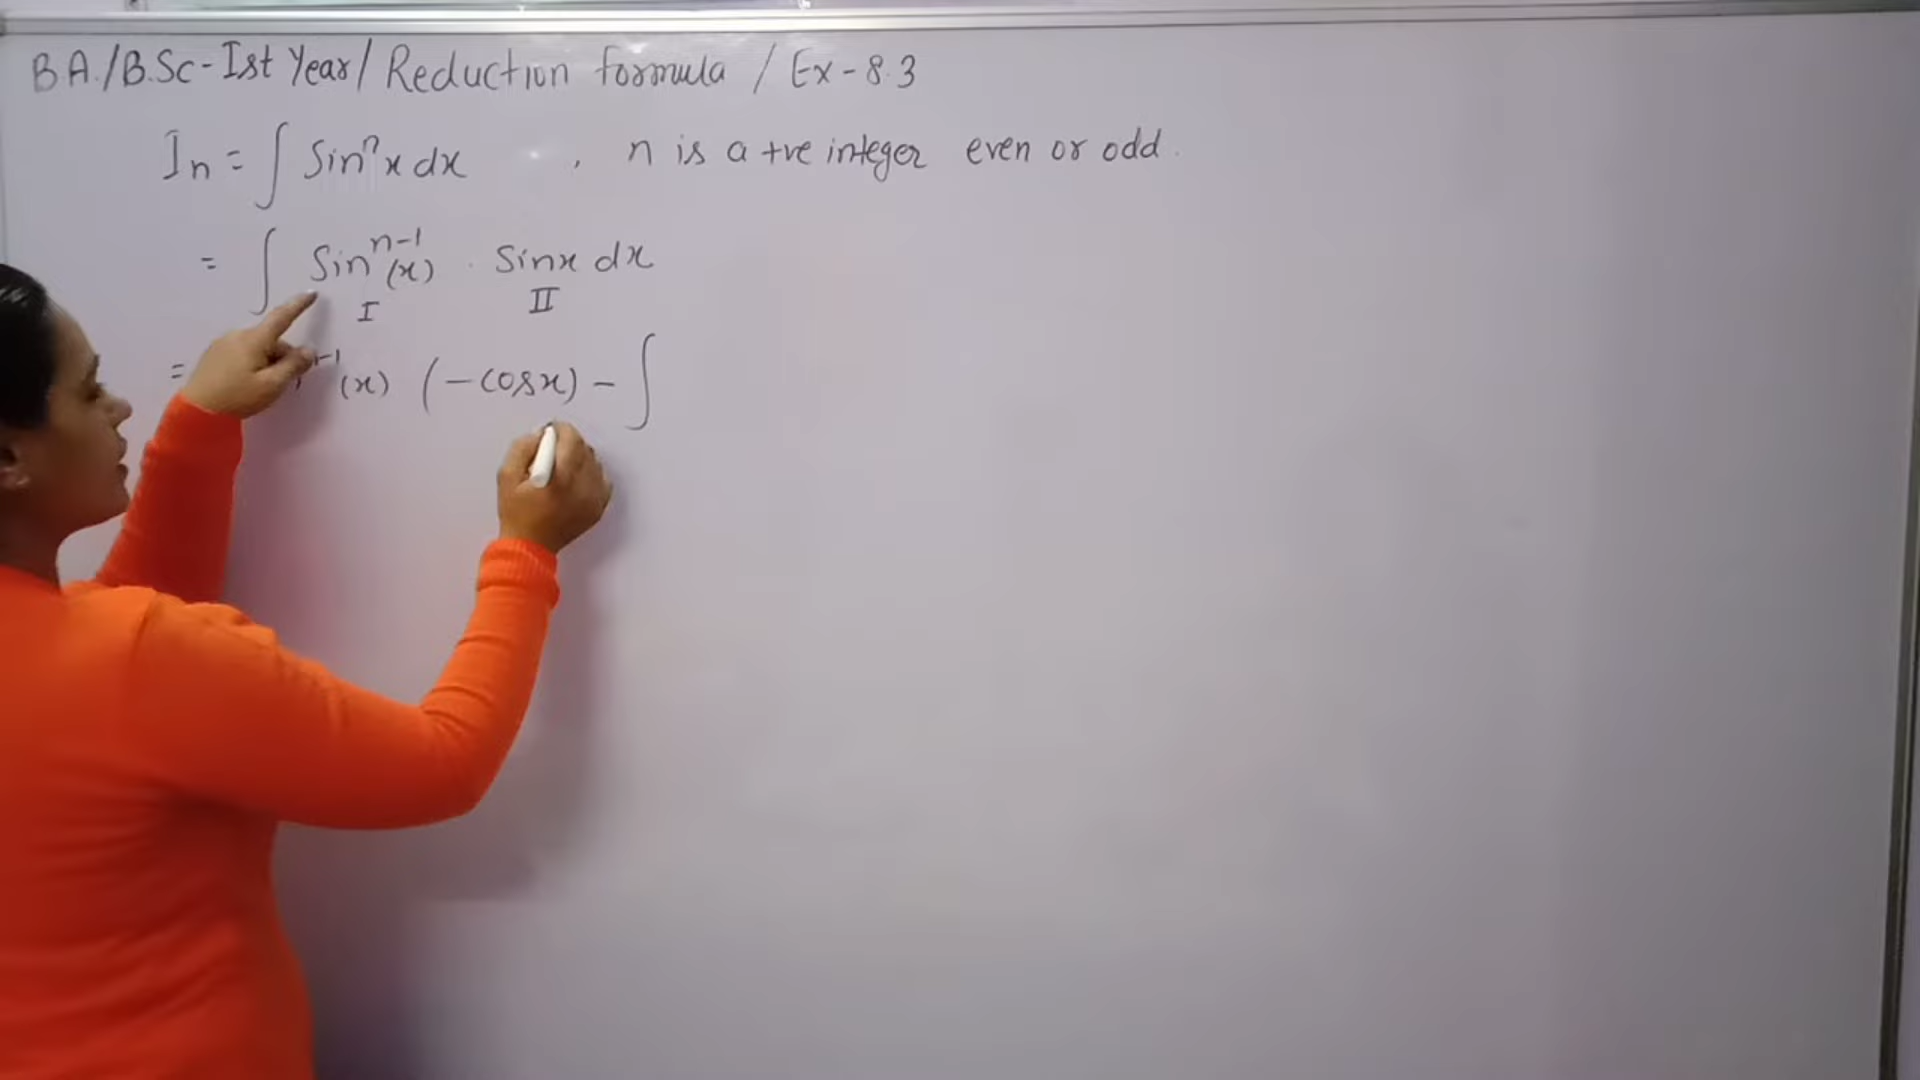 B A./B.Sc - Ist Year/ Reduction formula / Ex - 8.3
Iₙ = ∫ Sinⁿx dx , n is a +ve integer even or odd.
= ∫ Sinⁿ⁻¹(x) . Sinx dx
I II
= (x) (-cosx) - ∫